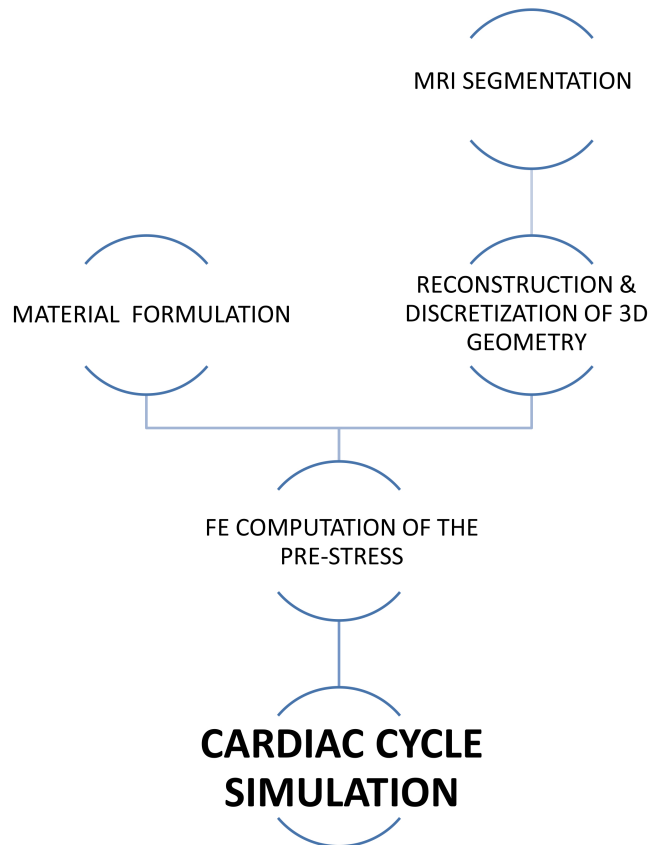 MRI SEGMENTATION
MATERIAL FORMULATION
RECONSTRUCTION &
DISCRETIZATION OF 3D
GEOMETRY
FE COMPUTATION OF THE
PRE-STRESS
CARDIAC CYCLE
SIMULATION